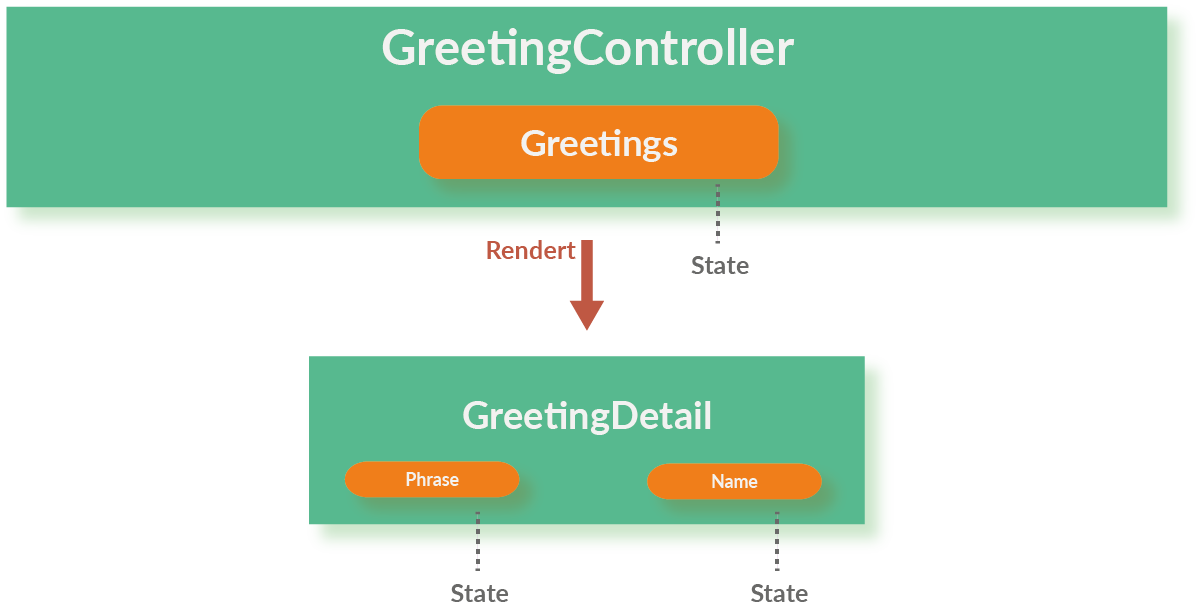 GreetingController
Greetings
Rendert
State
GreetingDetail
Phrase
Name
State
State